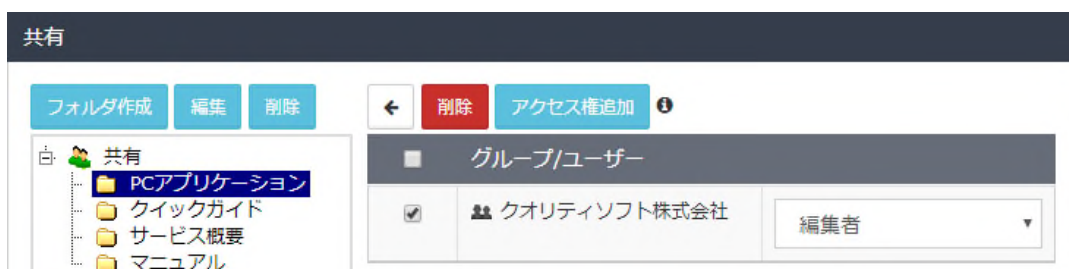 共有
フォルダ作成 編集 削除
削除 アクセス権追加
共有
PCアプリケーション
クイックガイド
サービス概要
マニュアル
グループ/ユーザー
クオリティソフト株式会社 編集者